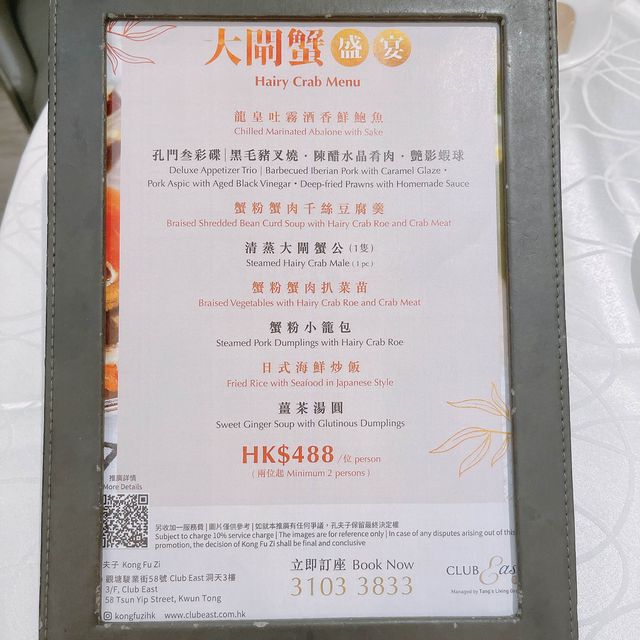 大閘蟹 盛宴
Hairy Crab Menu
龍皇吐霧酒香鮮鮑魚
Chilled Marinated Abalone with Sake
孔門叁彩碟 | 黑毛豬叉燒・陳醋水晶肴肉・艷影蝦球
Deluxe Appetizer Trio | Barbecued Iberian Pork with Caramel Glaze •
Pork Aspic with Aged Black Vinegar • Deep-fried Prawns with Homemade Sauce
蟹粉蟹肉千絲豆腐羹
Braised Shredded Bean Curd Soup with Hairy Crab Roe and Crab Meat
清蒸大閘蟹公 (1隻)
Steamed Hairy Crab Male (1 pc)
蟹粉蟹肉扒菜苗
Braised Vegetables with Hairy Crab Roe and Crab Meat
蟹粉小籠包
Steamed Pork Dumplings with Hairy Crab Roe
日式海鮮炒飯
Fried Rice with Seafood in Japanese Style
薑茶湯圓
Sweet Ginger Soup with Glutinous Dumplings
HK$488 /位 person
(兩位起 Minimum 2 persons)
推廣詳情
More Details
另收加一服務費 | 圖片僅供參考 | 如就本推廣有任何爭議，孔夫子保留最終決定權
Subject to charge 10% service charge | The images are for reference only | In case of any disputes arising out of this
promotion, the decision of Kong Fu Zi shall be final and conclusive
夫子 Kong Fu Zi
觀塘駿業街58號 Club East 洞天3樓
3/F, Club East
58 Tsun Yip Street, Kwun Tong
kongfuzihk www.clubeast.com.hk
立即訂座 Book Now
3103 3833
CLUB Eas
Managed by Tang's Living